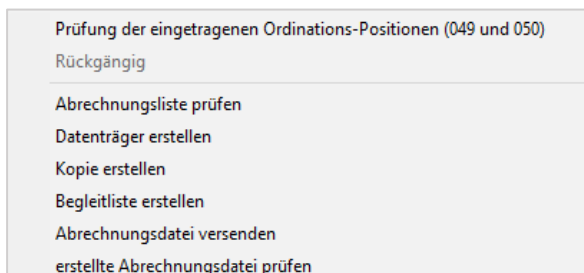 Prüfung der eingetragenen Ordinations-Positionen (049 und 050)
Rückgängig
Abrechnungsliste prüfen
Datenträger erstellen
Kopie erstellen
Begleitliste erstellen
Abrechnungsdatei versenden
erstellte Abrechnungsdatei prüfen